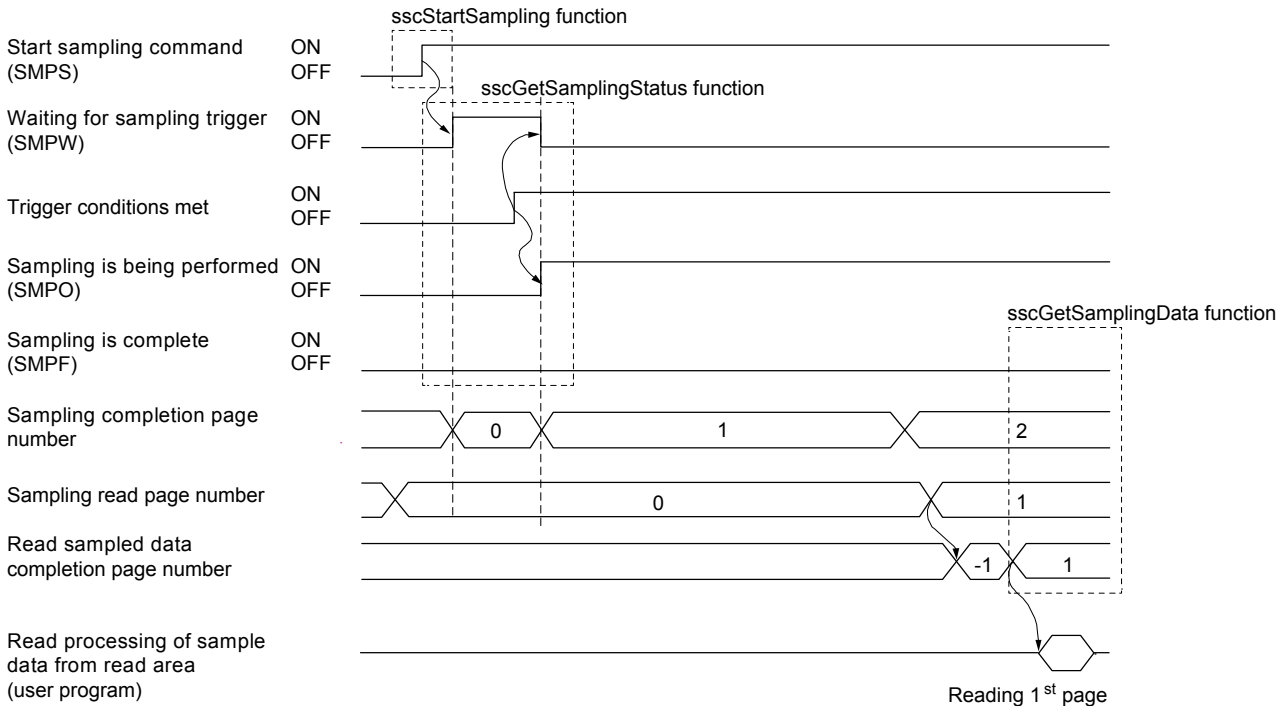 sscStartSampling function
Start sampling command ON
(SMPS) OFF
sscGetSamplingStatus function
Waiting for sampling trigger ON
(SMPW) OFF
ON
Trigger conditions met
OFF
Sampling is being performed ON
(SMPO) OFF
sscGetSamplingData function
Sampling is complete ON
(SMPF) OFF
Sampling completion page
number
0 1 2
Sampling read page number 0 1
Read sampled data
completion page number -1 1
Read processing of sample
data from read area
(user program)
Reading 1st page